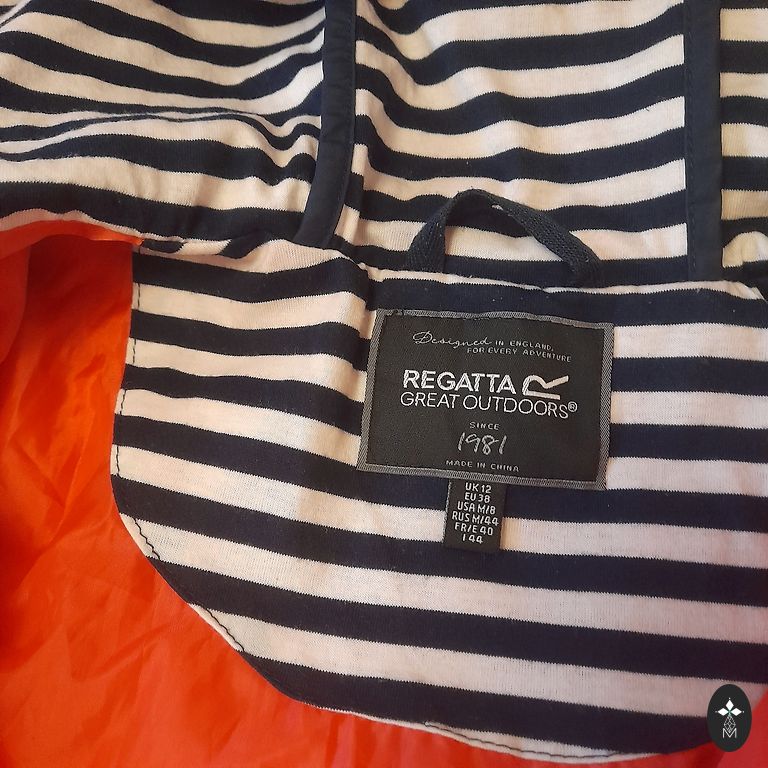 Designed IN ENGLAND,
FOR EVERY ADVENTURE
REGATTA
GREAT OUTDOORS®
SINCE
1981
MADE IN CHINA
UK 12
EU 38
USA M/8
RUS M/44
FR/E 40
I 44
M